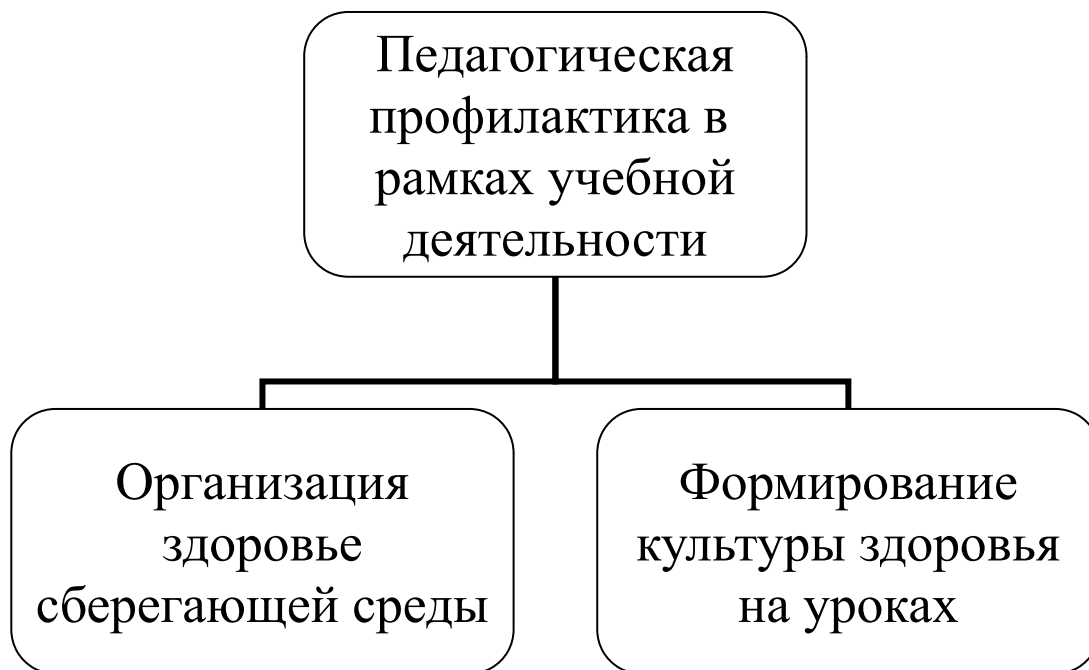 Педагогическая
профилактика в
рамках учебной
деятельности
Организация
здоровье
сберегающей среды
Формирование
культуры здоровья
на уроках